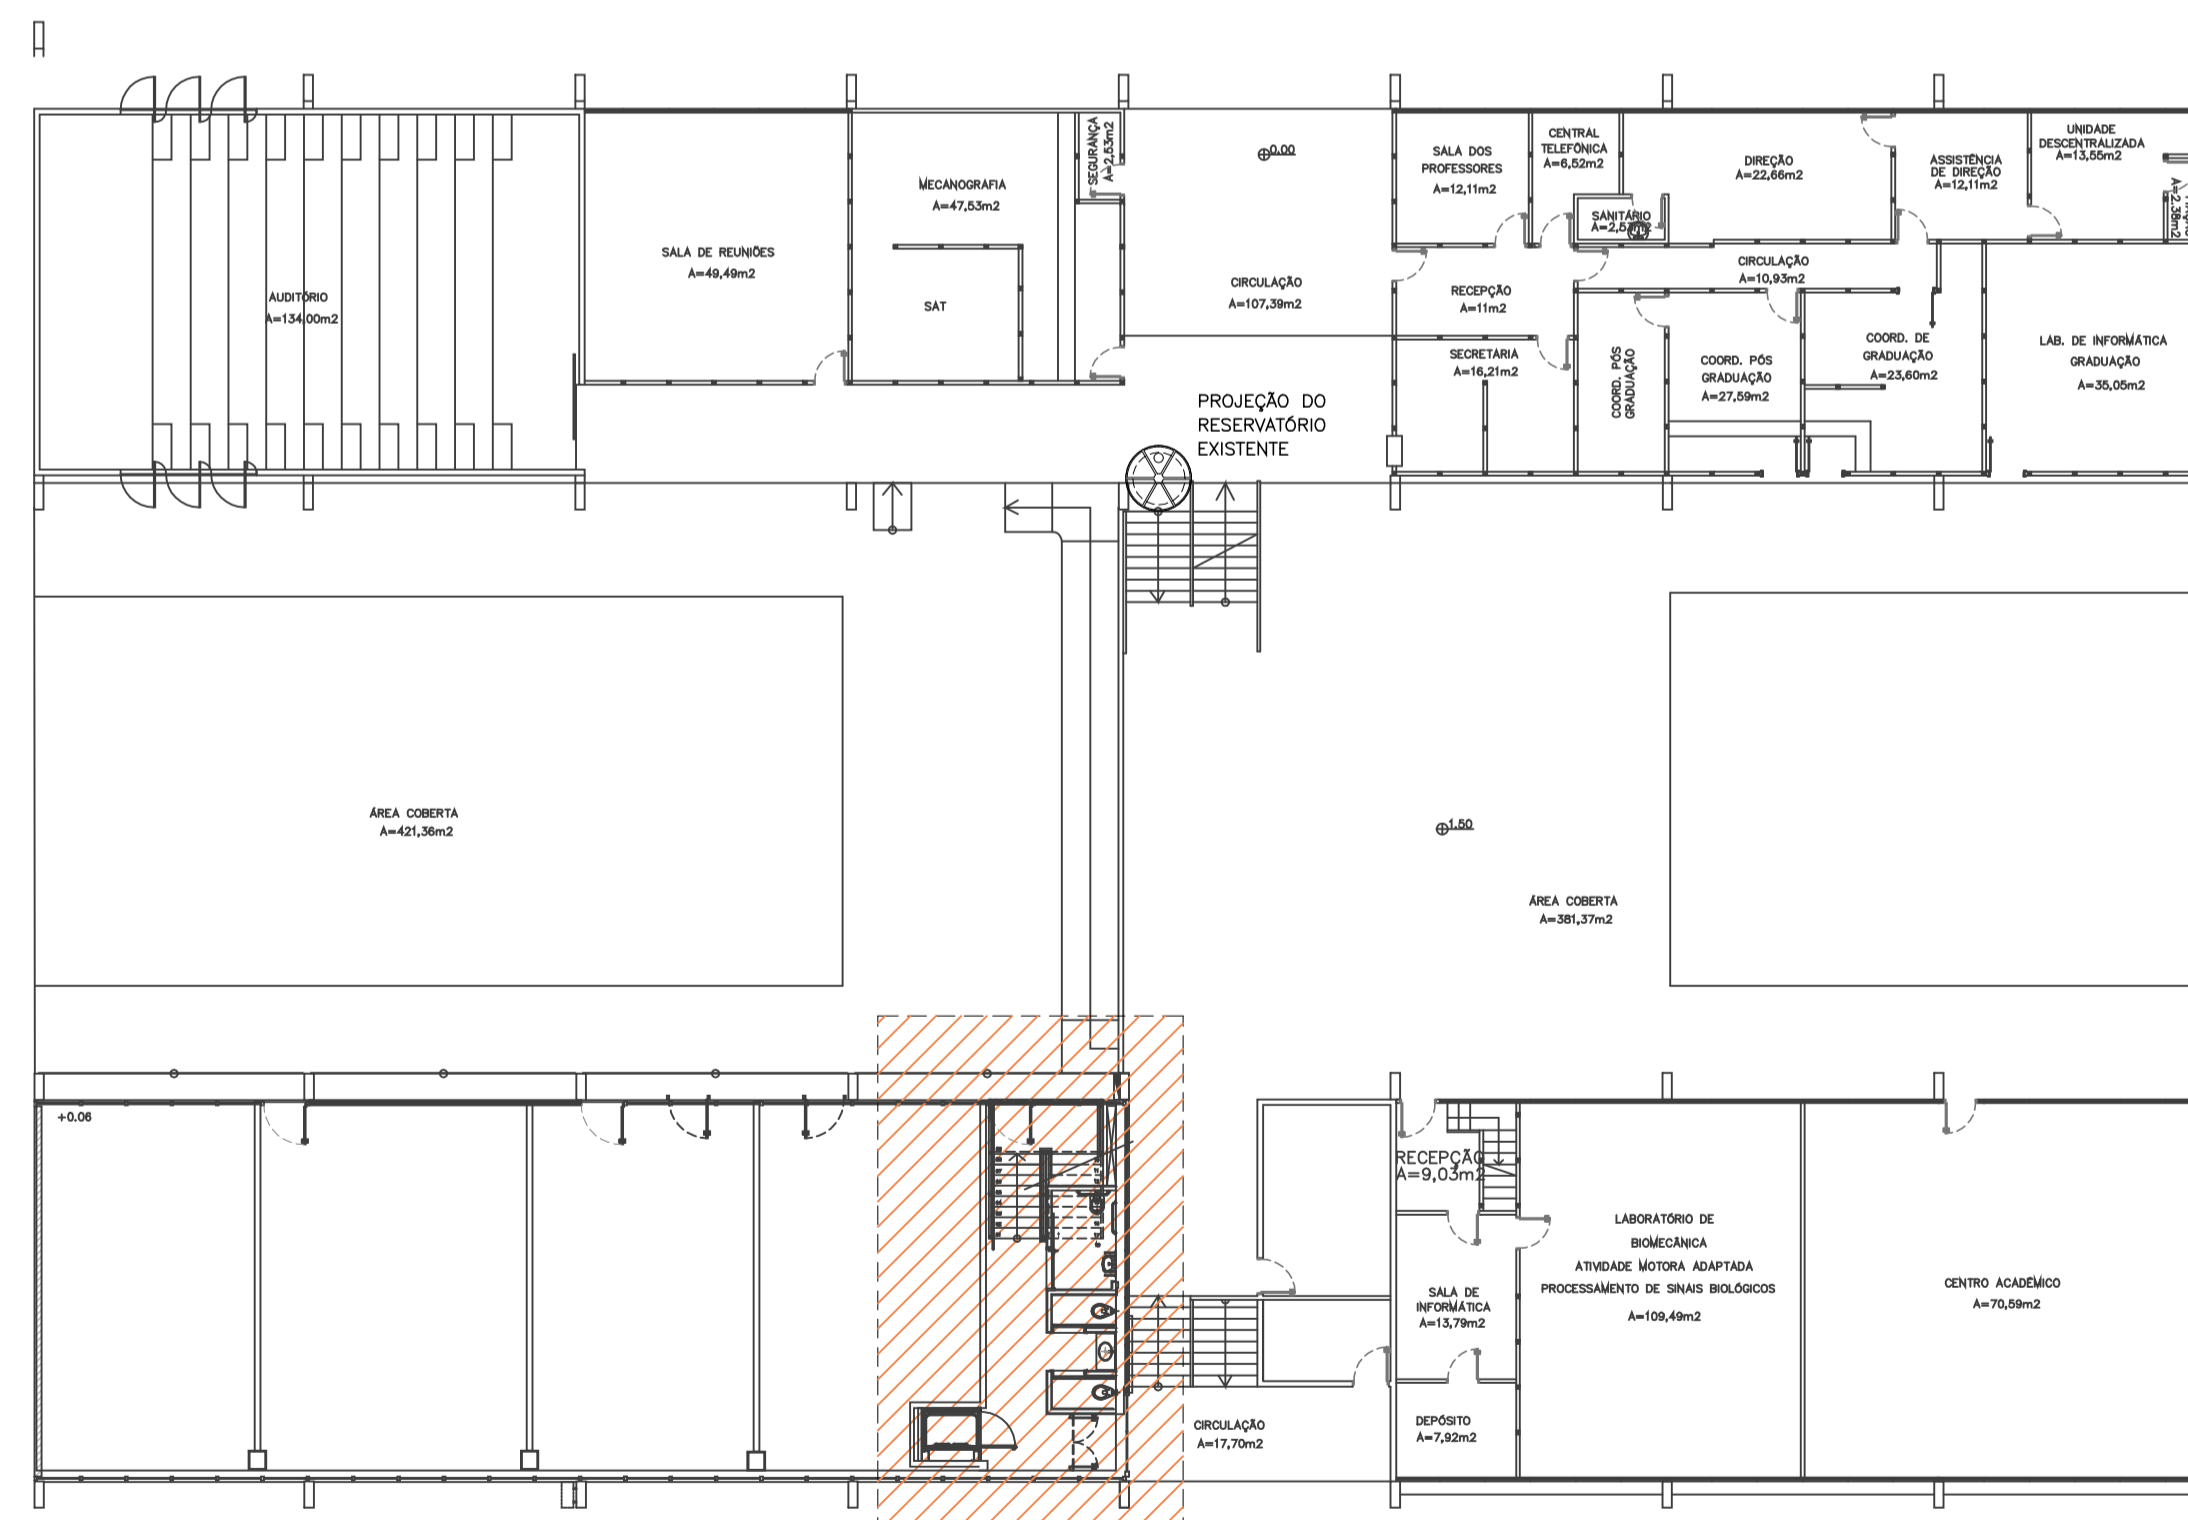 AUDITÓRIO
A=134,00m2
SALA DE REUNIÕES
A=49,49m2
MECANOGRAFIA
A=47,53m2
SAT
SEGURANÇA
A=2,53m2
0.00
CIRCULAÇÃO
A=107,39m2
PROJEÇÃO DO
RESERVATÓRIO
EXISTENTE
SALA DOS
PROFESSORES
A=12,11m2
CENTRAL
TELEFÔNICA
A=6,52m2
SANITÁRIO
DIREÇÃO
A=22,66m2
ASSISTÊNCIA
DE DIREÇÃO
A=12,11m2
UNIDADE
DESCENTRALIZADA
A=13,55m2
A=2,38m2
RECEPÇÃO
A=11m2
CIRCULAÇÃO
A=10,93m2
SECRETARIA
A=16,21m2
COORD. PÓS
GRADUAÇÃO
COORD. PÓS
GRADUAÇÃO
A=27,59m2
COORD. DE
GRADUAÇÃO
A=23,60m2
LAB. DE INFORMÁTICA
GRADUAÇÃO
A=35,05m2
ÁREA COBERTA
A=421,36m2
1.50
ÁREA COBERTA
A=381,37m2
+0.06
RECEPÇÃO
A=9,03m2
LABORATÓRIO DE
BIOMECÂNICA
ATIVIDADE MOTORA ADAPTADA
PROCESSAMENTO DE SINAIS BIOLÓGICOS
A=109,49m2
CENTRO ACADÊMICO
A=70,59m2
SALA DE
INFORMÁTICA
A=13,79m2
DEPÓSITO
A=7,92m2
CIRCULAÇÃO
A=17,70m2